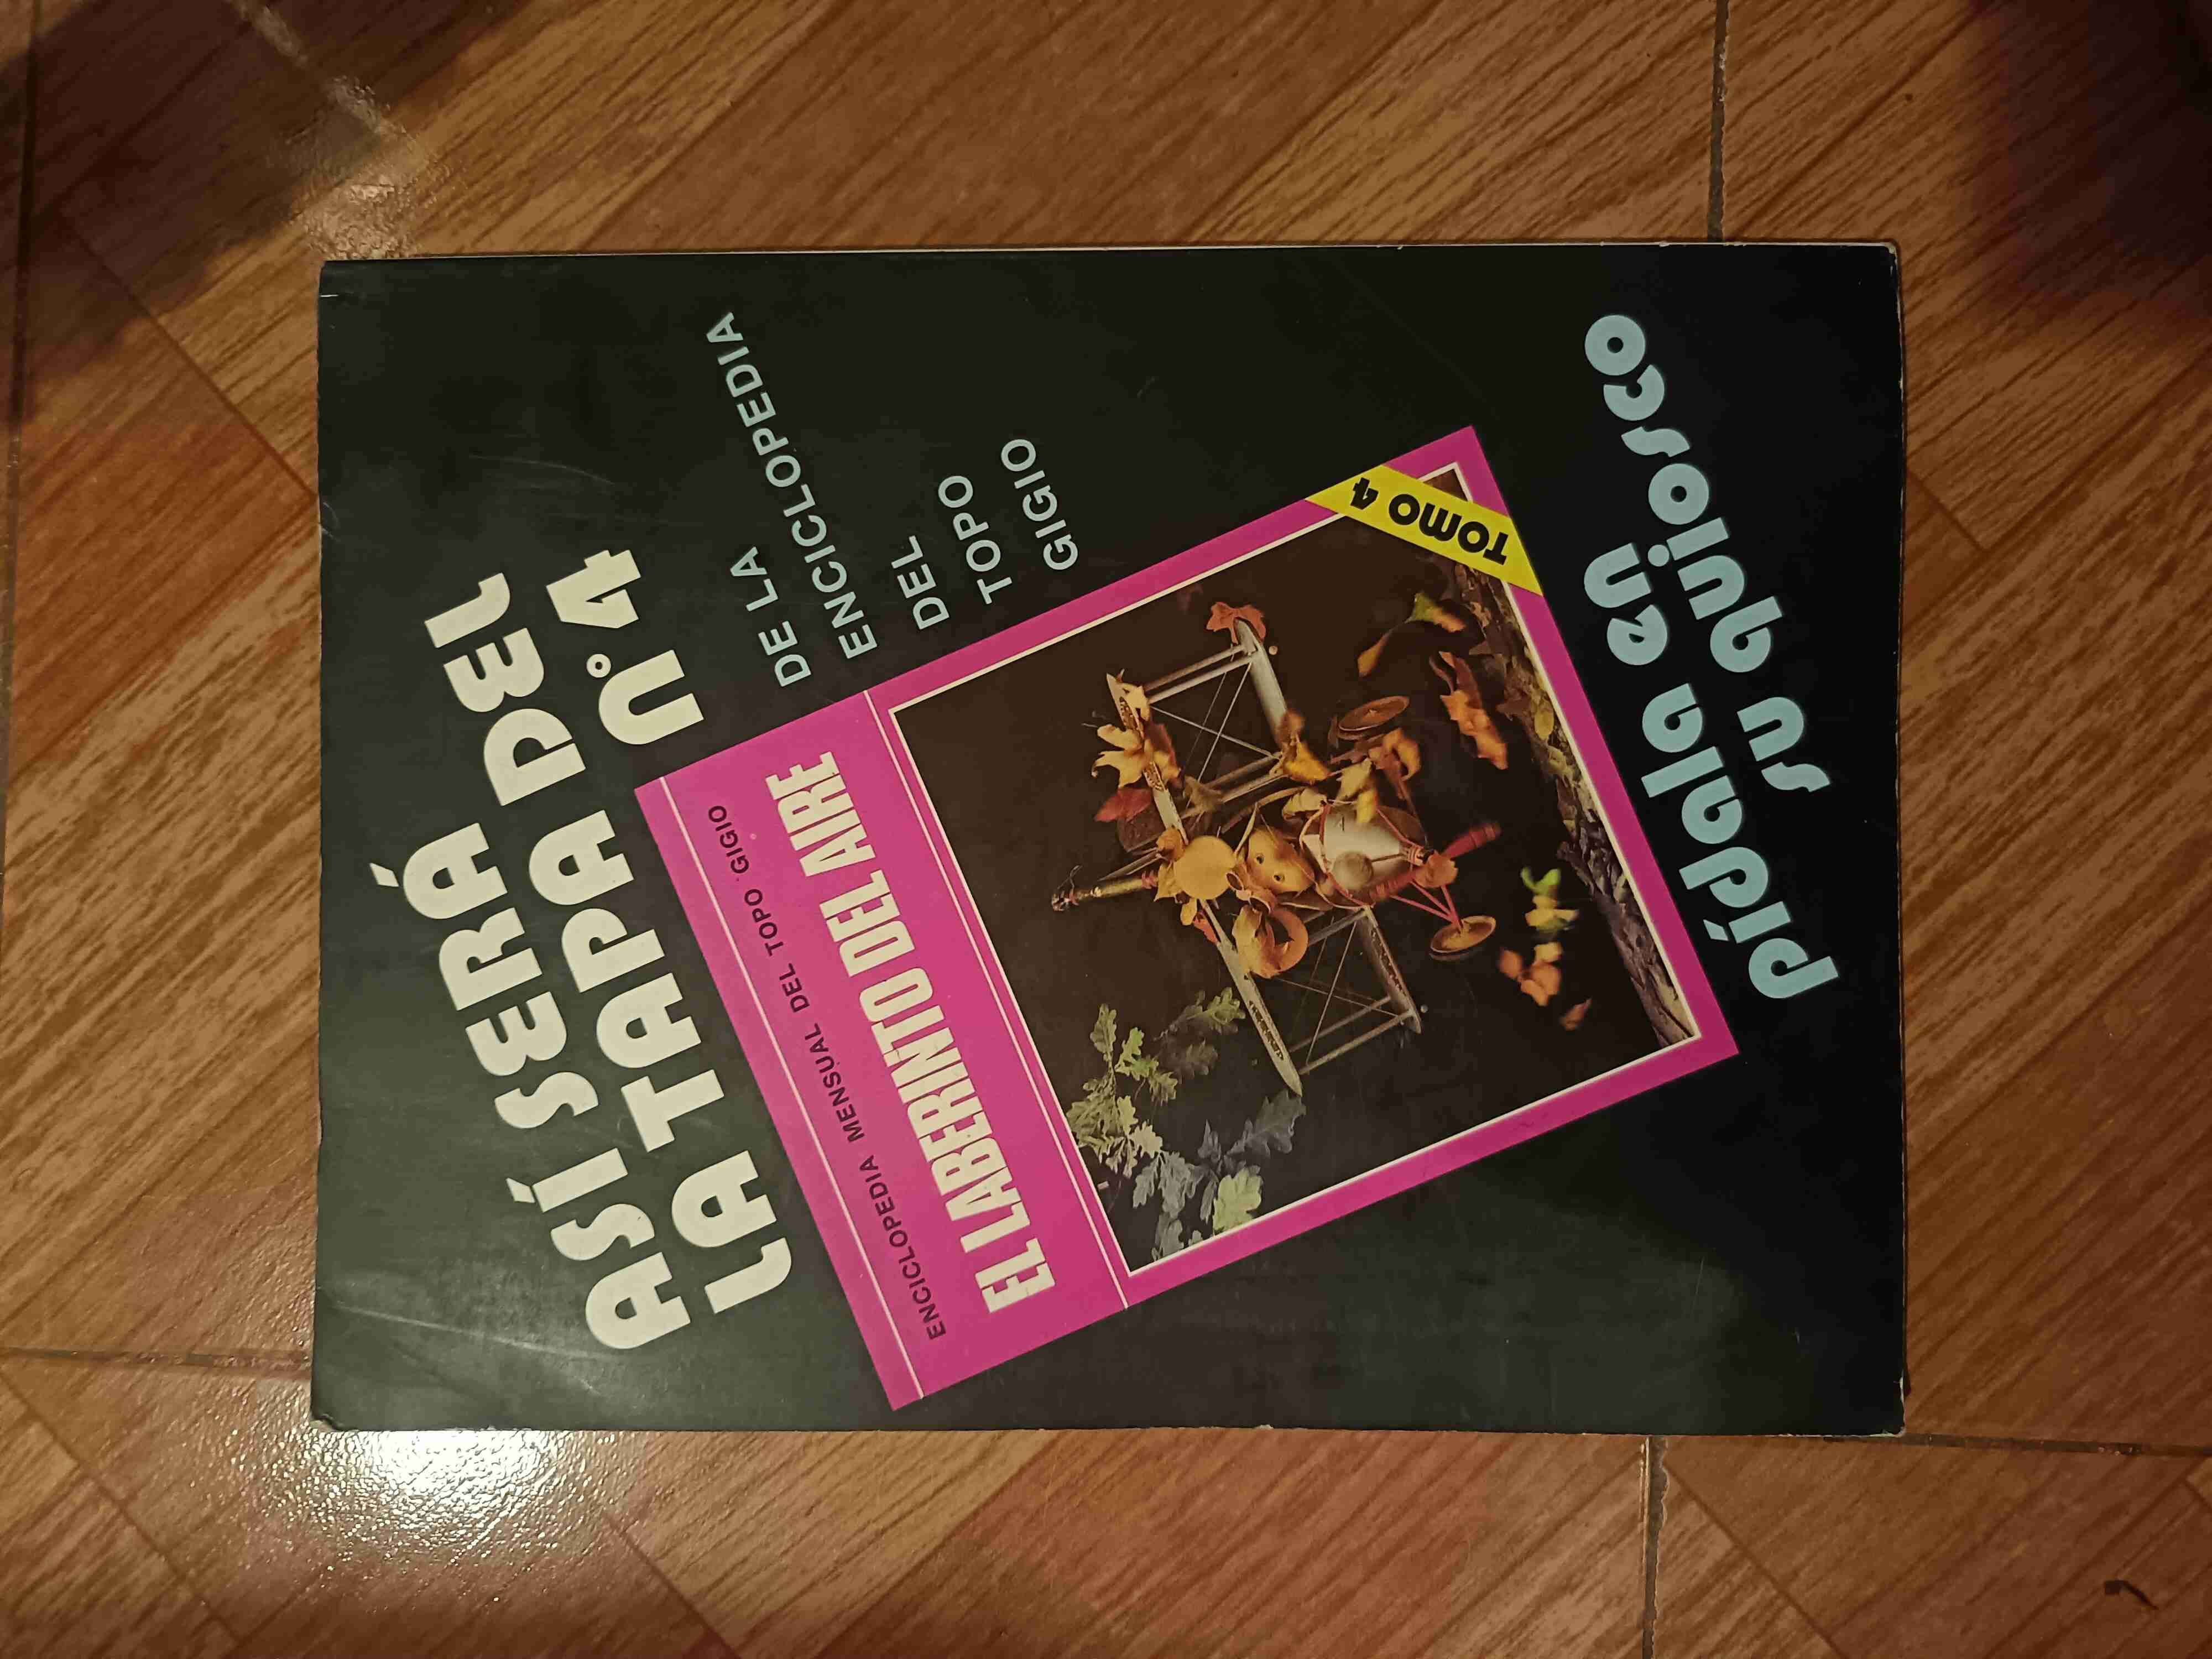 ASÍ SERÁ
LA TAPA DEL
Nº 4
DE LA
ENCICLOPEDIA
DEL
TOPO
GIGIO
ENCICLOPEDIA MENSUAL DEL TOPO GIGIO
EL LABERINTO DEL AIRE
TOMO 4
pídala en
su quiosco